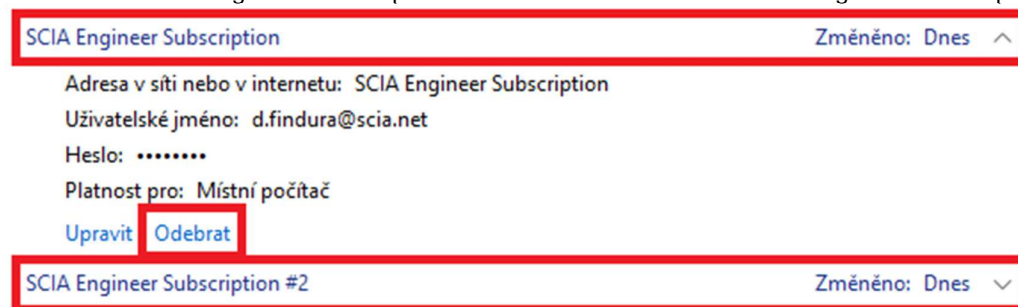 SCIA Engineer Subscription Změněno: Dnes
Adresa v síti nebo v internetu: SCIA Engineer Subscription
Uživatelské jméno: d.findura@scia.net
Heslo: ••••••••
Platnost pro: Místní počítač
Upravit Odebrat
SCIA Engineer Subscription #2 Změněno: Dnes